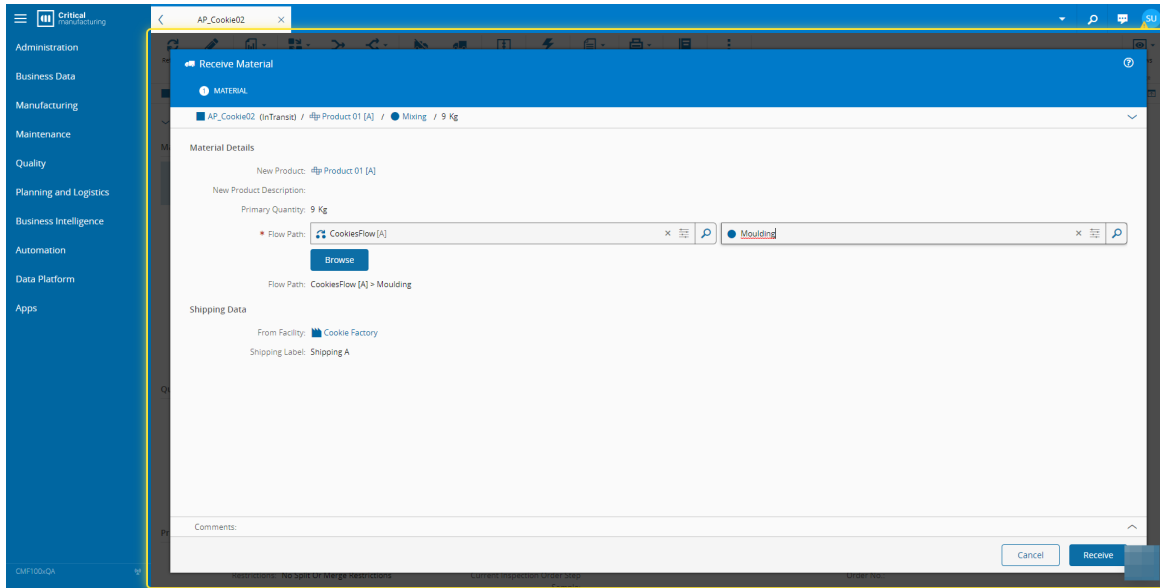 Critical
manufacturing
AP_Cookie02
SU
Administration
Business Data
Manufacturing
Maintenance
Quality
Planning and Logistics
Business Intelligence
Automation
Data Platform
Apps
CMF100sQA
Receive Material
1 MATERIAL
AP_Cookie02 (InTransit) / Product 01 [A] / Mixing / 9 Kg
Material Details
New Product: Product 01 [A]
New Product Description:
Primary Quantity: 9 Kg
* Flow Path: CookiesFlow [A] Moulding
Browse
Flow Path: CookiesFlow [A] > Moulding
Shipping Data
From Facility: Cookie Factory
Shipping Label: Shipping A
Comments:
Cancel Receive
Restrictions: No Split Or Merge Restrictions Current Inspection Order Step Order No.: